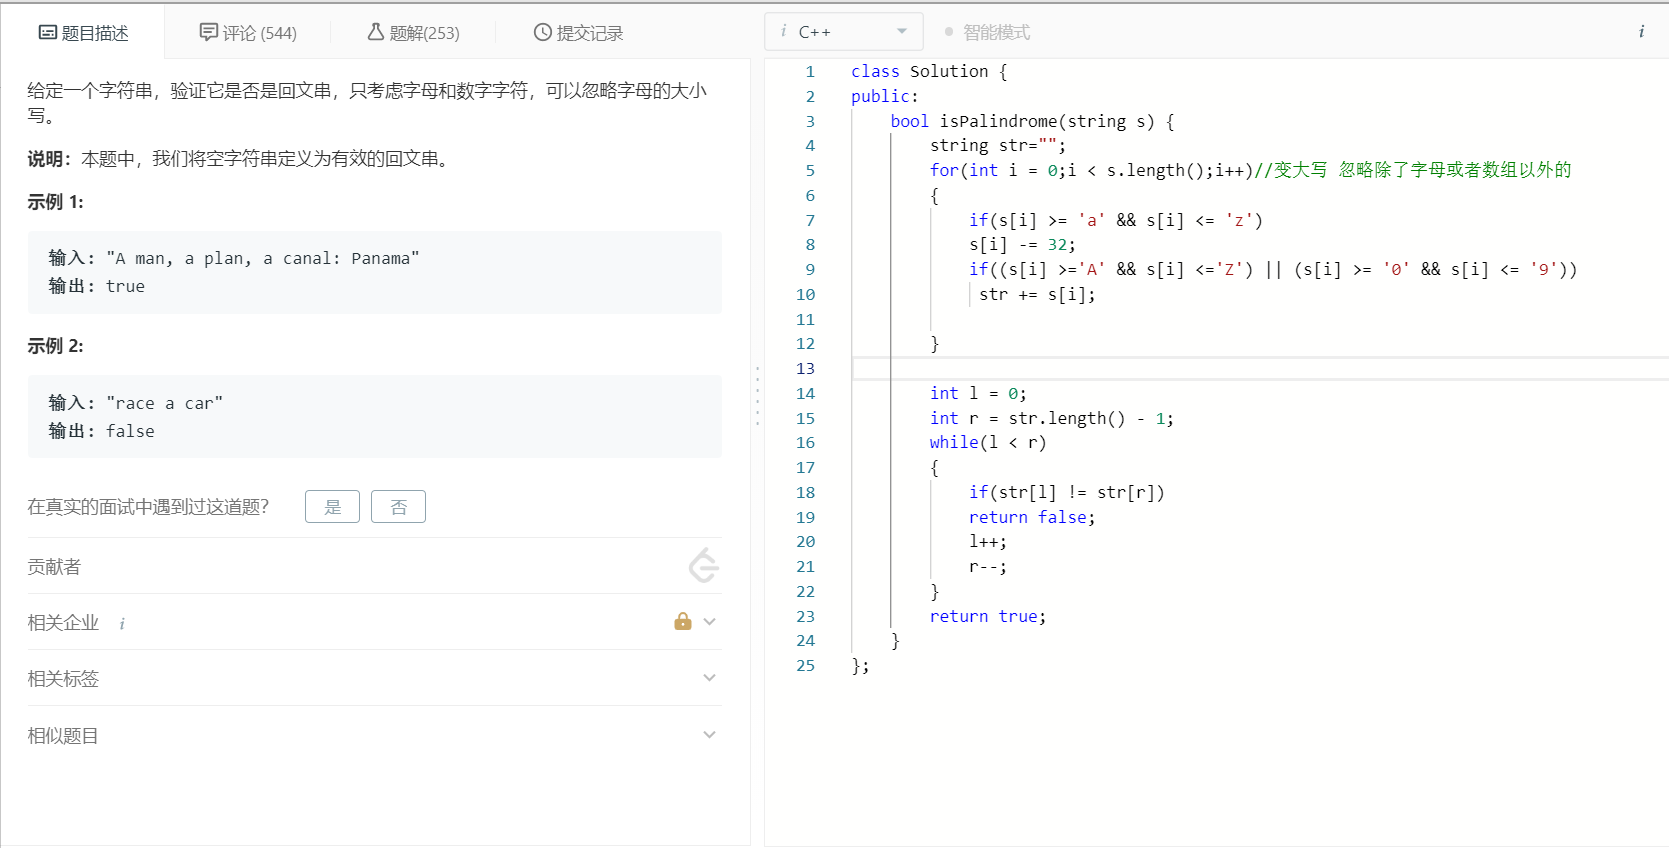 题目描述
评论 (544)
题解(253)
提交记录
给定一个字符串，验证它是否是回文串，只考虑字母和数字字符，可以忽略字母的大小
写。
说明：本题中，我们将空字符串定义为有效的回文串。
示例 1:
输入: "A man, a plan, a canal: Panama"
输出: true
示例 2:
输入: "race a car"
输出: false
在真实的面试中遇到过这道题？
是
否
贡献者
相关企业 i
相关标签
相似题目
i C++
智能模式
i
1 class Solution {
2 public:
3     bool isPalindrome(string s) {
4         string str="";
5         for(int i = 0;i < s.length();i++)//变大写 忽略除了字母或者数组以外的
6         {
7             if(s[i] >= 'a' && s[i] <= 'z')
8             s[i] -= 32;
9             if((s[i] >='A' && s[i] <='Z') || (s[i] >= '0' && s[i] <= '9'))
10              str += s[i];
11
12         }
13
14         int l = 0;
15         int r = str.length() - 1;
16         while(l < r)
17         {
18             if(str[l] != str[r])
19             return false;
20             l++;
21             r--;
22         }
23         return true;
24     }
25 };